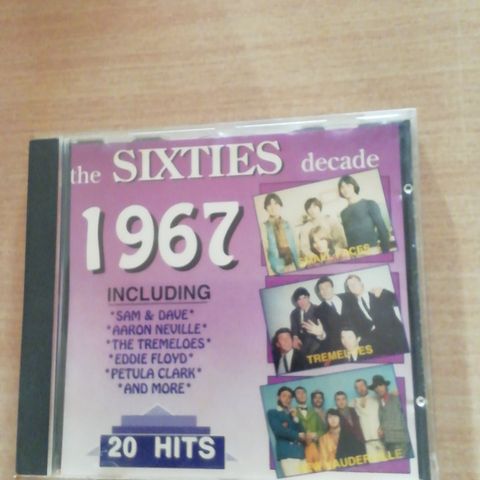 the SIXTIES decade
1967
INCLUDING
*SAM & DAVE*
*AARON NEVILLE*
*THE TREMELOES*
*EDDIE FLOYD*
*PETULA CLARK*
*AND MORE*
20 HITS
SMALL FACES
TREMELOES
NEW VAUDEVILLE